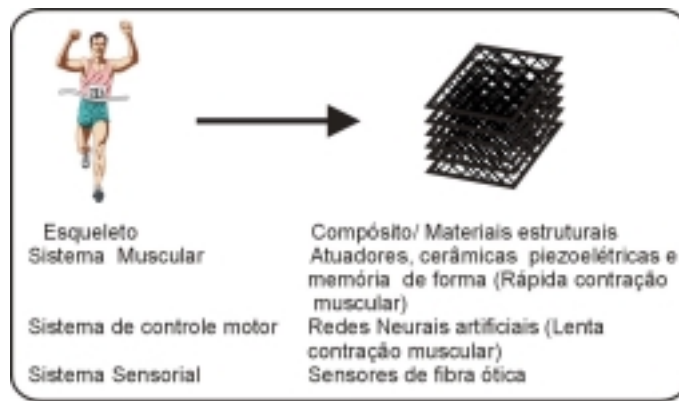 Esqueleto Compósito/ Materiais estruturais
Sistema Muscular Atuadores, cerâmicas piezoelétricas e
memória de forma (Rápida contração
muscular)
Sistema de controle motor Redes Neurais artificiais (Lenta
contração muscular)
Sistema Sensorial Sensores de fibra ótica